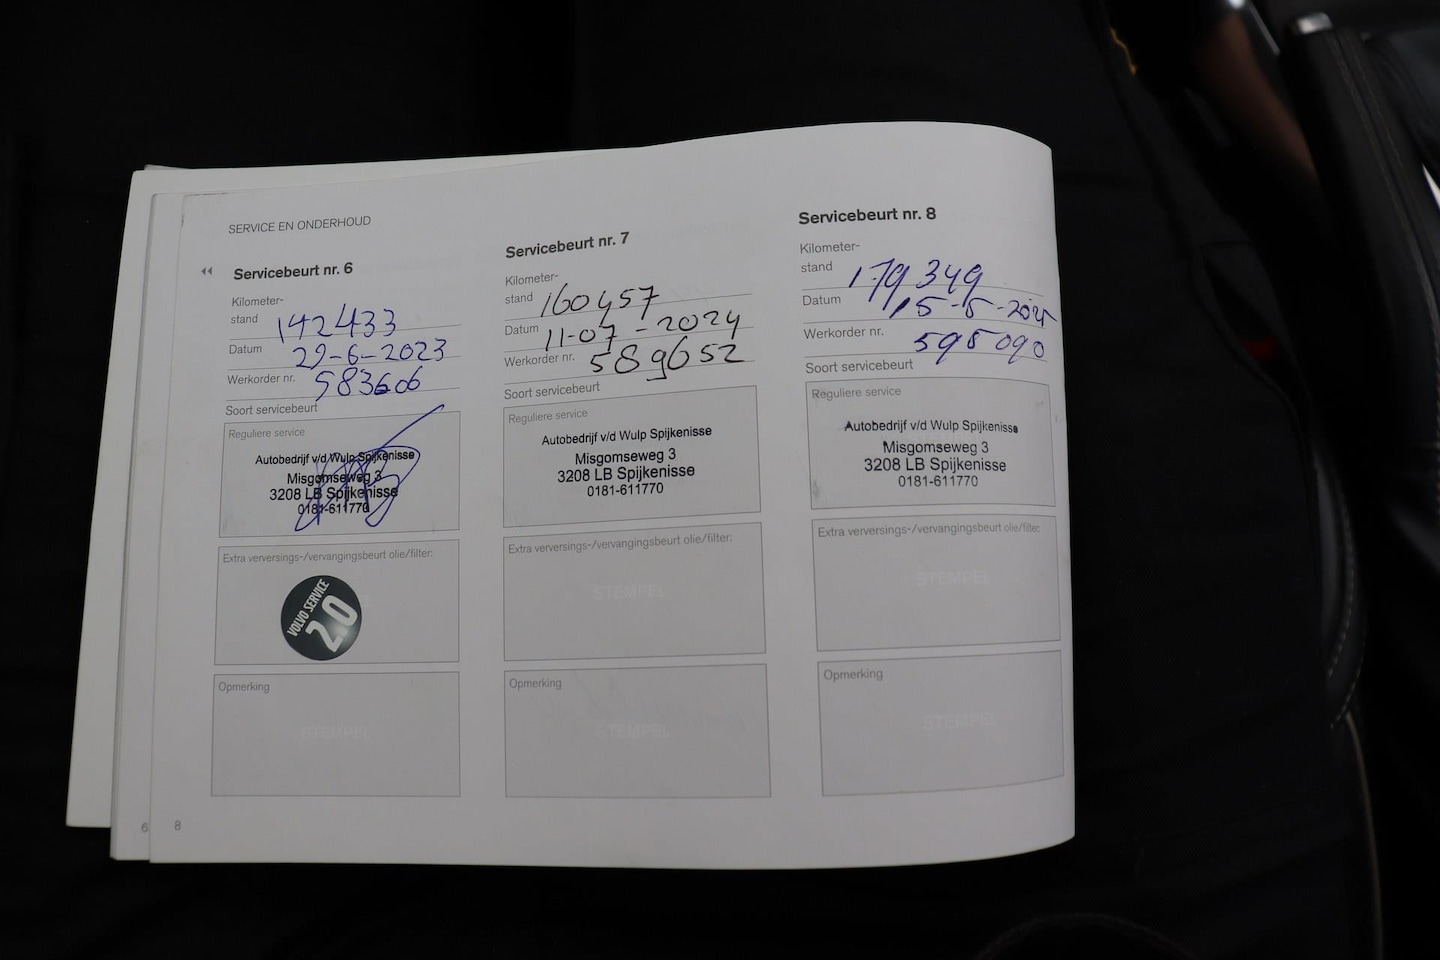 SERVICE EN ONDERHOUD
Servicebeurt nr. 6
Kilometer-
stand 142433
Datum 29-6-2023
Werkorder nr. 583606
Soort servicebeurt
Reguliere service
Autobedrijf v/d Wulp Spijkenisse
Misgomseweg 3
3208 LB Spijkenisse
0181-611770
Extra verversings-/vervangingsbeurt olie/filter:
VOLVO SERVICE
2.0
Opmerking
STEMPEL
Servicebeurt nr. 7
Kilometer-
stand 160457
Datum 11-07-2024
Werkorder nr. 589652
Soort servicebeurt
Reguliere service
Autobedrijf v/d Wulp Spijkenisse
Misgomseweg 3
3208 LB Spijkenisse
0181-611770
Extra verversings-/vervangingsbeurt olie/filter:
STEMPEL
Opmerking
STEMPEL
Servicebeurt nr. 8
Kilometer-
stand 179349
Datum 15-5-2025
Werkorder nr. 595090
Soort servicebeurt
Reguliere service
Autobedrijf v/d Wulp Spijkenisse
Misgomseweg 3
3208 LB Spijkenisse
0181-611770
Extra verversings-/vervangingsbeurt olie/filter:
STEMPEL
Opmerking
STEMPEL
6
8